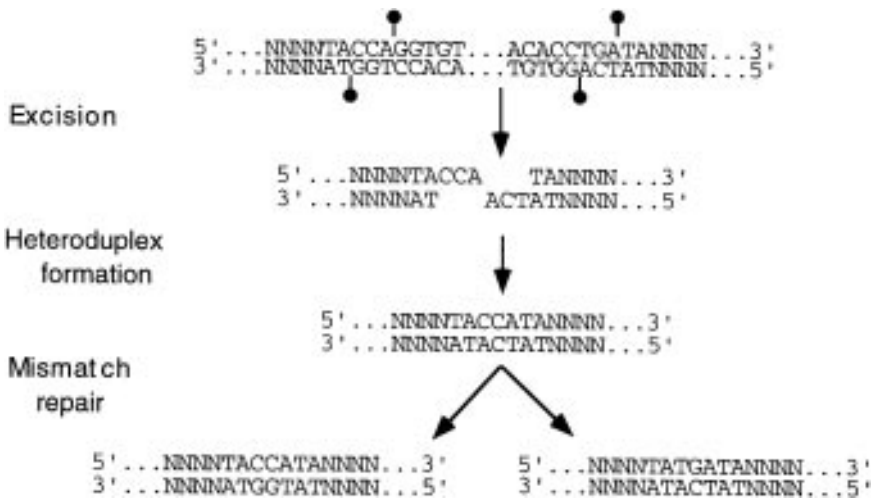 5'...NNNNTACCAGGTGT...ACACCTGATANNNN...3'
3'...NNNNATGGTCCACA...TGTGGACTATNNNN...5'
Excision
5'...NNNNTACCA    TANNNN...3'
3'...NNNNAT    ACTATNNNN...5'
Heteroduplex
formation
5'...NNNNTACCATANNNN...3'
3'...NNNNATACTATNNNN...5'
Mismatch
repair
5'...NNNNTACCATANNNN...3' 5'...NNNNTATGATANNNN...3'
3'...NNNNATGGTATNNNN...5' 3'...NNNNATACTATNNNN...5'